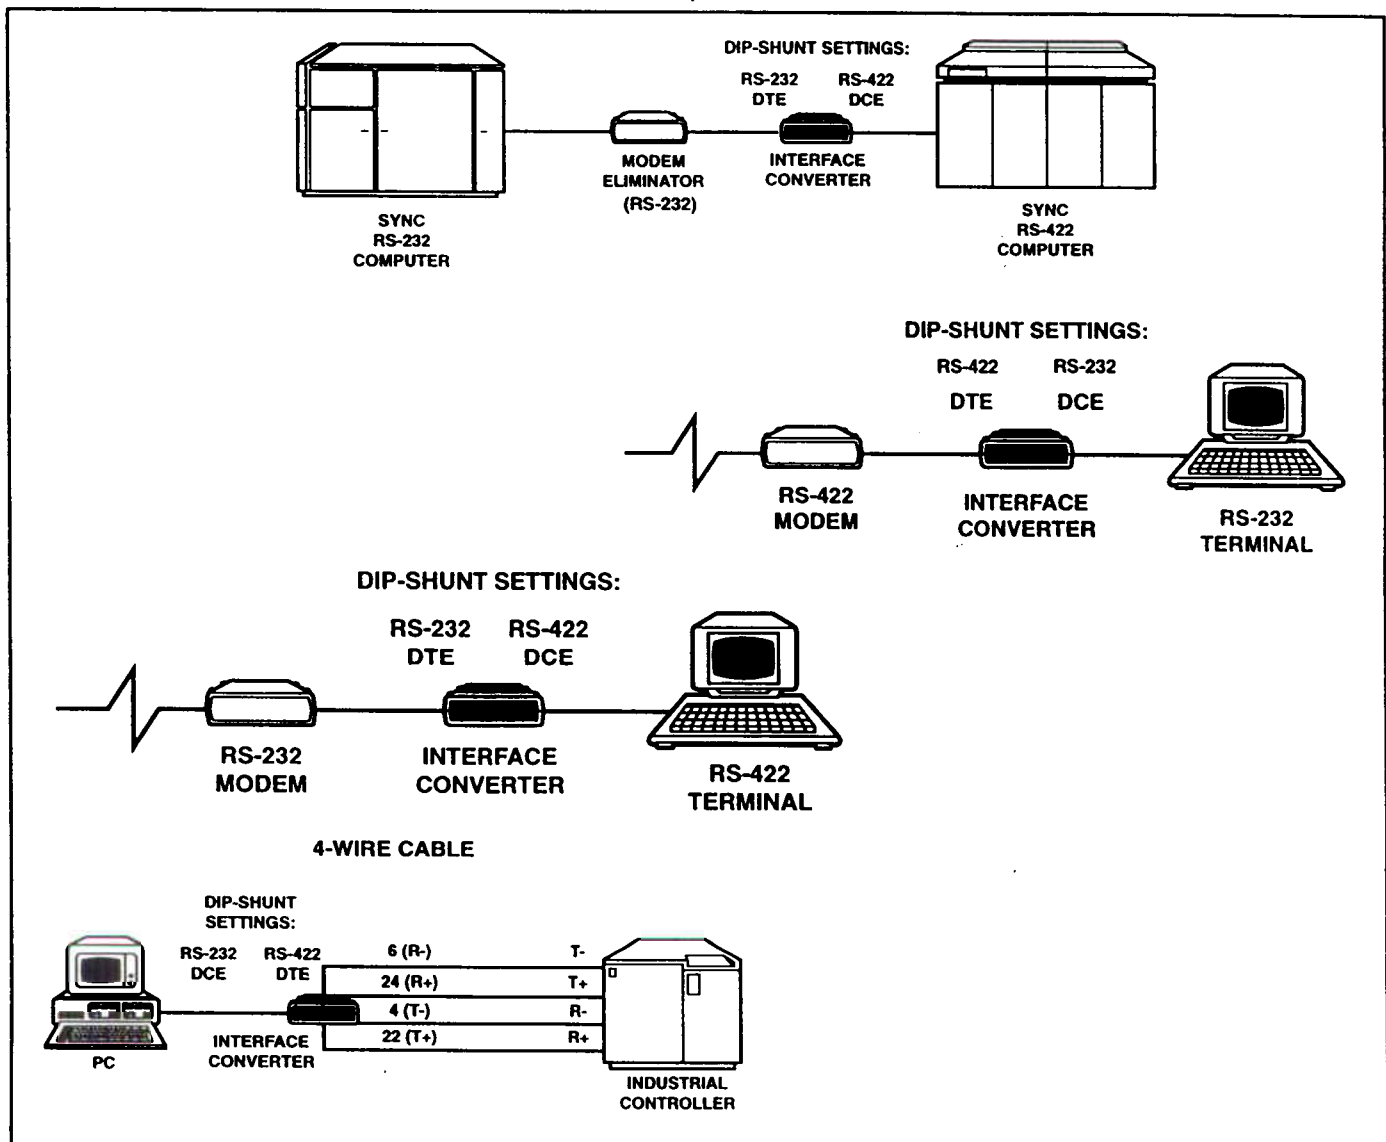 DIP-SHUNT SETTINGS:
RS-232 RS-422
DTE DCE
MODEM
ELIMINATOR
(RS-232)
INTERFACE
CONVERTER
SYNC
RS-232
COMPUTER
SYNC
RS-422
COMPUTER
DIP-SHUNT SETTINGS:
RS-422 RS-232
DTE DCE
RS-422
MODEM
INTERFACE
CONVERTER
RS-232
TERMINAL
DIP-SHUNT SETTINGS:
RS-232 RS-422
DTE DCE
RS-232
MODEM
INTERFACE
CONVERTER
RS-422
TERMINAL
4-WIRE CABLE
DIP-SHUNT
SETTINGS:
RS-232 RS-422
DCE DTE
6 (R-) T-
24 (R+) T+
4 (T-) R-
22 (T+) R+
PC
INTERFACE
CONVERTER
INDUSTRIAL
CONTROLLER